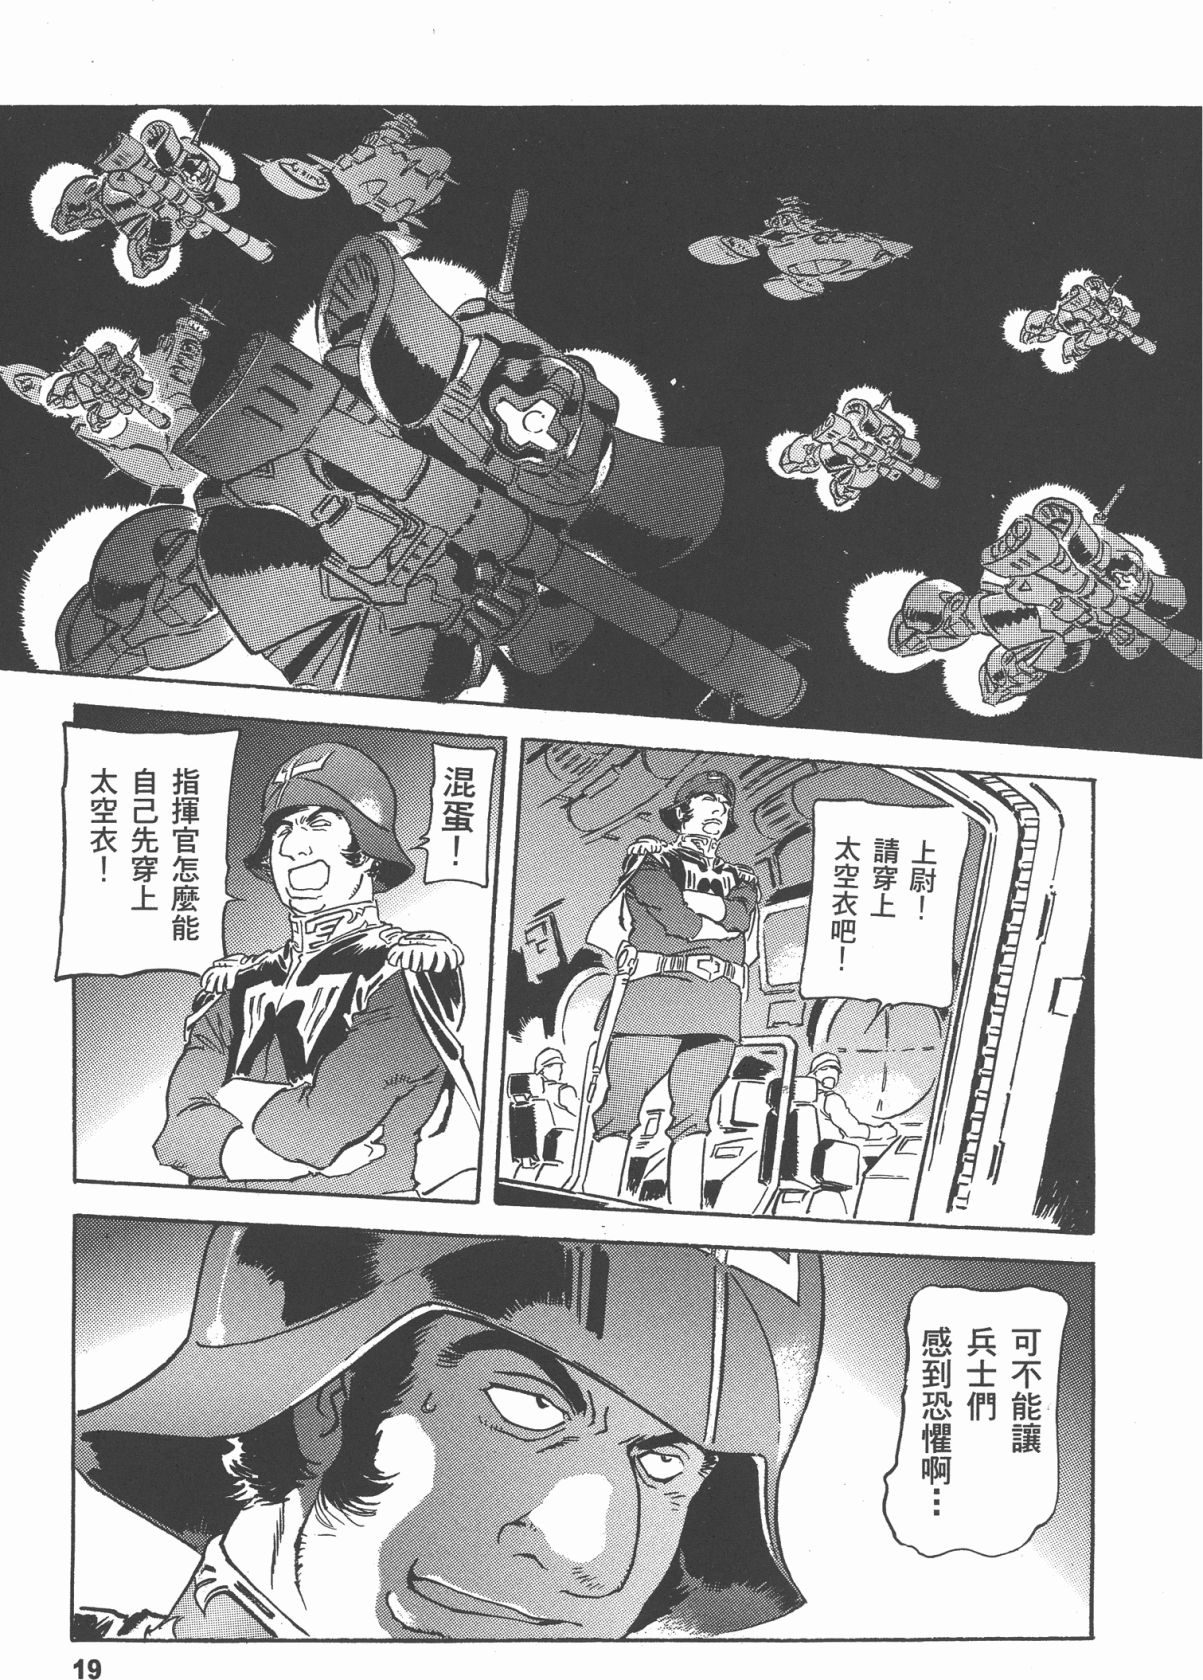 上尉！
請穿上
太空衣吧！
混蛋！
指揮官怎麼能
自己先穿上
太空衣！
可不能讓
兵士們
感到恐懼啊…
19